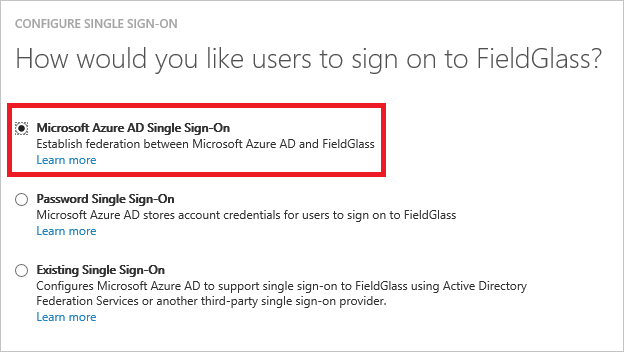 CONFIGURE SINGLE SIGN-ON
How would you like users to sign on to FieldGlass?
Microsoft Azure AD Single Sign-On
Establish federation between Microsoft Azure AD and FieldGlass
Learn more
Password Single Sign-On
Microsoft Azure AD stores account credentials for users to sign on to FieldGlass
Learn more
Existing Single Sign-On
Configures Microsoft Azure AD to support single sign-on to FieldGlass using Active Directory
Federation Services or another third-party single sign-on provider.
Learn more